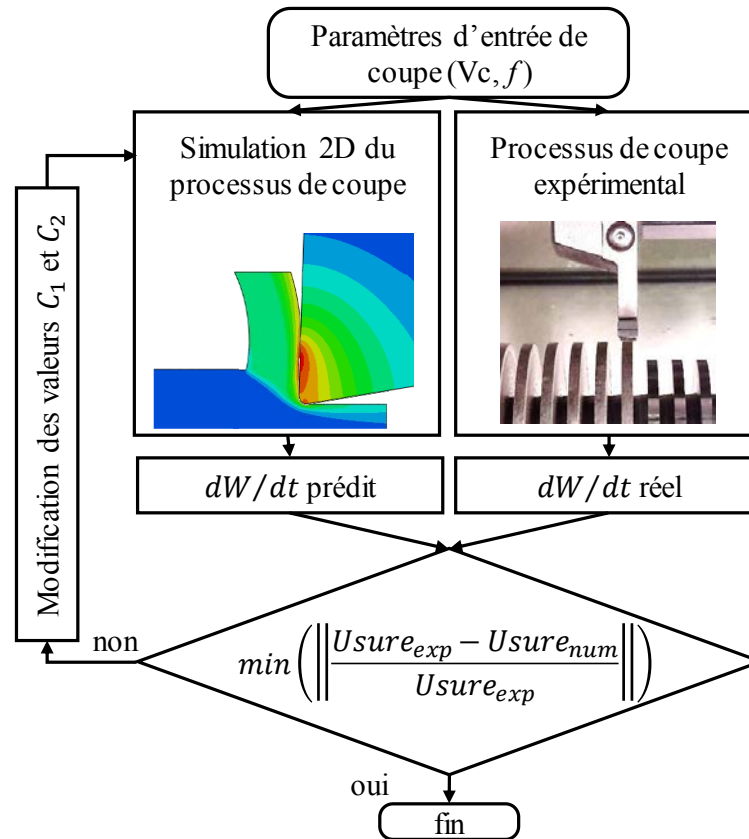 Paramètres d'entrée de
coupe (Vc, f)
Simulation 2D du
processus de coupe
Processus de coupe
expérimental
Modification des valeurs C₁ et C₂
dW/dt prédit
dW/dt réel
non
min(‖(Usure_exp − Usure_num)/Usure_exp‖)
oui
fin